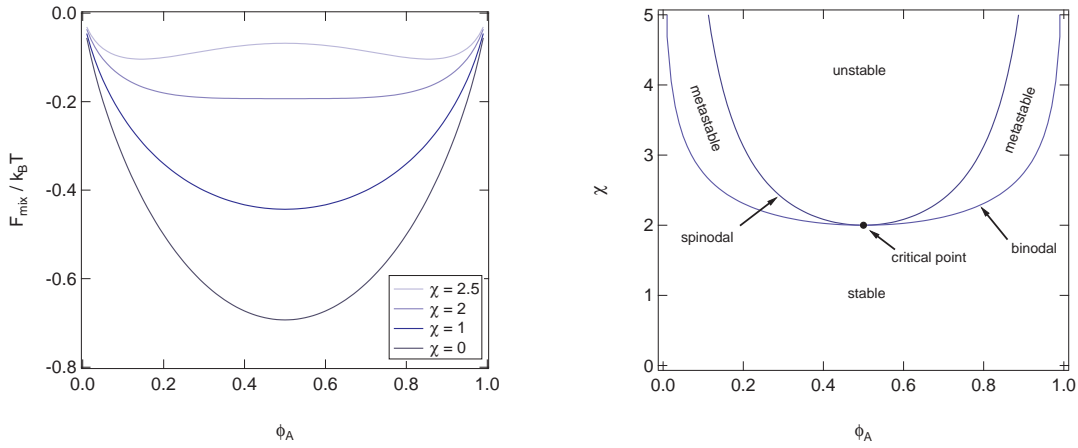 0.0
-0.2
-0.4
-0.6
-0.8
F_mix / k_B T
0.0 0.2 0.4 0.6 0.8 1.0
ϕ_A
χ = 2.5
χ = 2
χ = 1
χ = 0
5
4
3
2
1
0
χ
0.0 0.2 0.4 0.6 0.8 1.0
ϕ_A
unstable
metastable
metastable
spinodal
critical point
binodal
stable